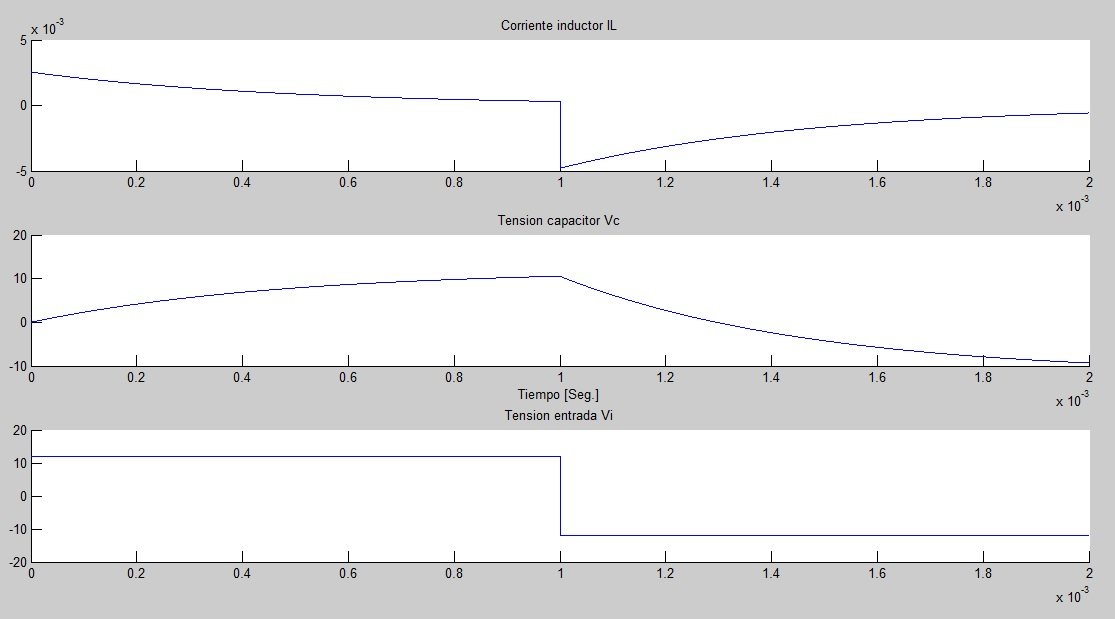 Corriente inductor IL
x 10^-3
5
0
-5
0 0.2 0.4 0.6 0.8 1 1.2 1.4 1.6 1.8 2
x 10^-3
Tension capacitor Vc
20
10
0
-10
0 0.2 0.4 0.6 0.8 1 1.2 1.4 1.6 1.8 2
x 10^-3
Tiempo [Seg.]
Tension entrada Vi
20
10
0
-10
-20
0 0.2 0.4 0.6 0.8 1 1.2 1.4 1.6 1.8 2
x 10^-3